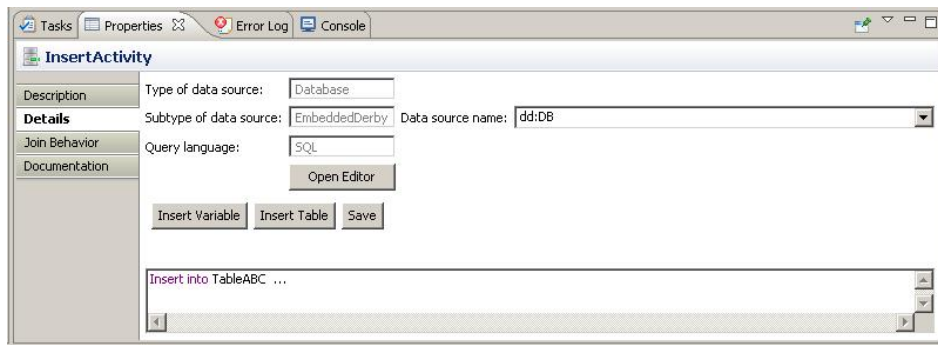 Tasks Properties Error Log Console
InsertActivity
Description
Details
Join Behavior
Documentation
Type of data source: Database
Subtype of data source: EmbeddedDerby Data source name: dd:DB
Query language: SQL
Open Editor
Insert Variable Insert Table Save
Insert into TableABC ...